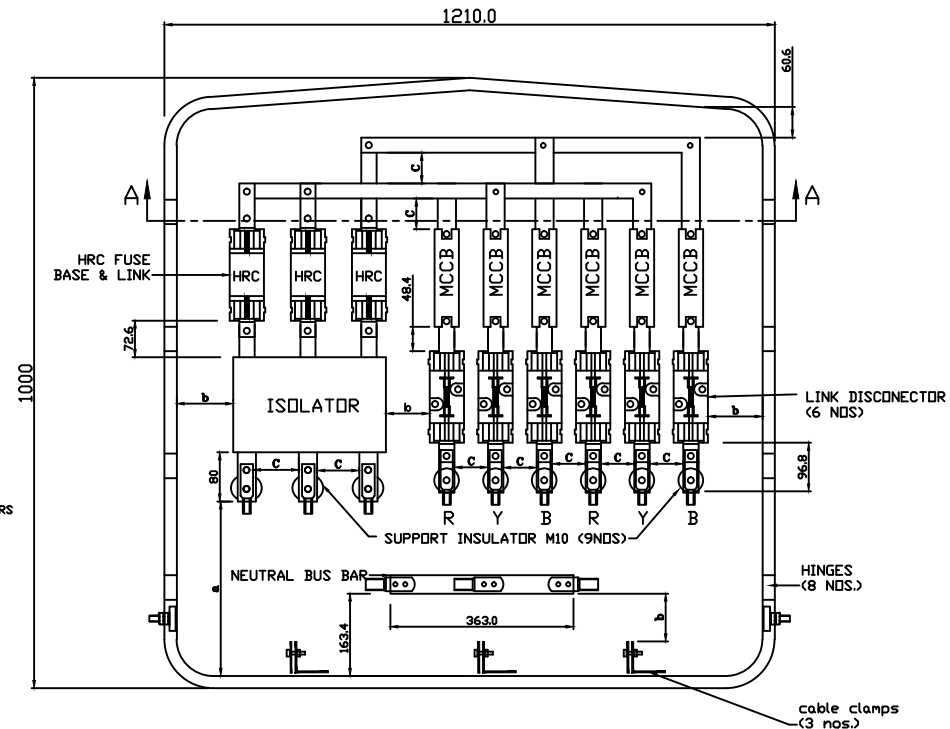 1210.0
60.6
C
A
A
C
HRC FUSE
BASE & LINK
HRC
HRC
HRC
MCCB
MCCB
MCCB
MCCB
MCCB
MCCB
48.4
72.6
1000
b
ISOLATOR
b
b
LINK DISCONECTOR
(6 NOS)
C
C
C
C
C
C
C
80
96.8
RS
R
Y
B
R
Y
B
SUPPORT INSULATOR M10 (9NOS)
NEUTRAL BUS BAR
HINGES
(8 NOS.)
a
363.0
b
163.4
cable clamps
(3 nos.)